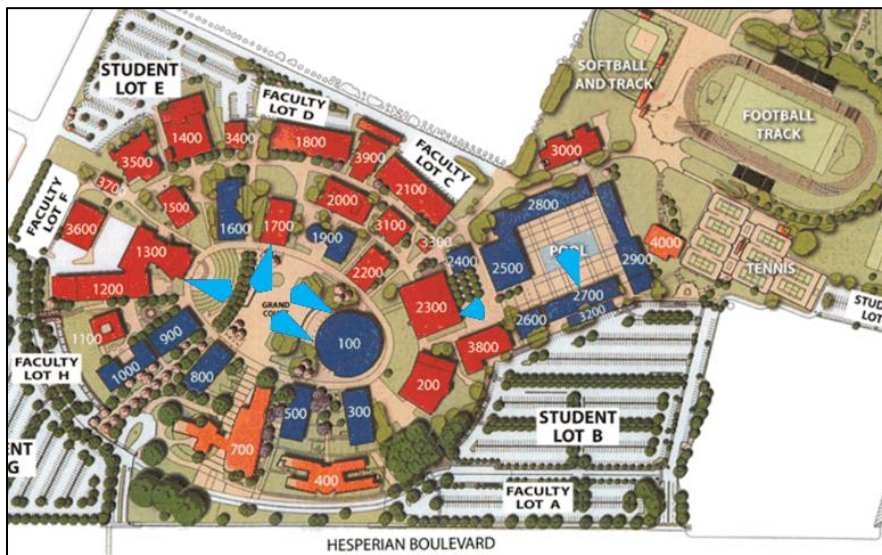 STUDENT
LOT E
FACULTY
LOT D
SOFTBALL
AND TRACK
FOOTBALL
TRACK
1400
3400
1800
3900
FACULTY
LOT C
3000
3500
2100
370
1500
2000
2800
FACULTY
LOT F
3600
1600
1700
3100
1900
3300
4000
1300
2400
POOL
2500
2900
TENNIS
2200
1200
2300
2700
STUD
LOT
GRAND
1100
900
100
2600
3200
3800
FACULTY
LOT H
1000
800
200
500
300
STUDENT
LOT B
ENT
G
700
400
FACULTY
LOT A
HESPERIAN BOULEVARD